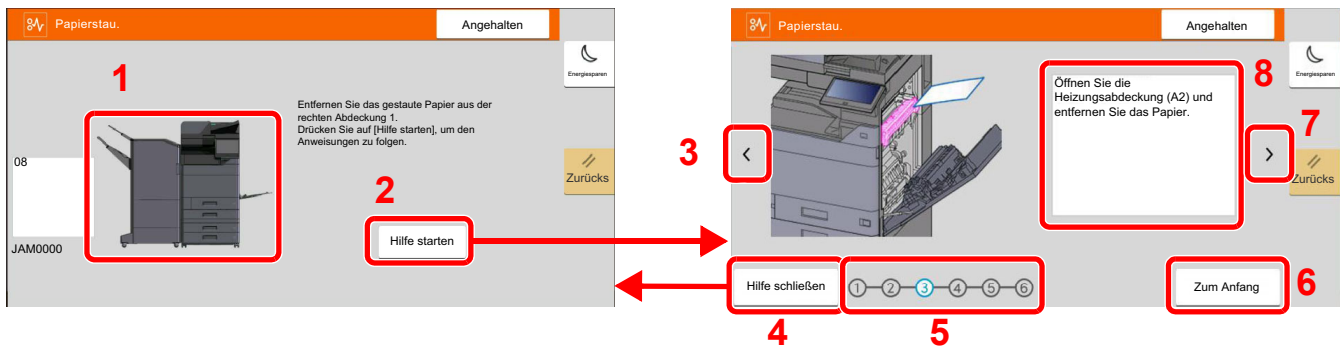 Papierstau.
Angehalten
Energiesparen
1
Entfernen Sie das gestaute Papier aus der
rechten Abdeckung 1.
Drücken Sie auf [Hilfe starten], um den
Anweisungen zu folgen.
08
Zurücks
2
Hilfe starten
JAM0000
Papierstau.
Angehalten
Energiesparen
8
Öffnen Sie die
Heizungsabdeckung (A2) und
entfernen Sie das Papier.
7
3
<
>
Zurücks
Hilfe schließen
1 2 3 4 5 6
Zum Anfang
6
4
5